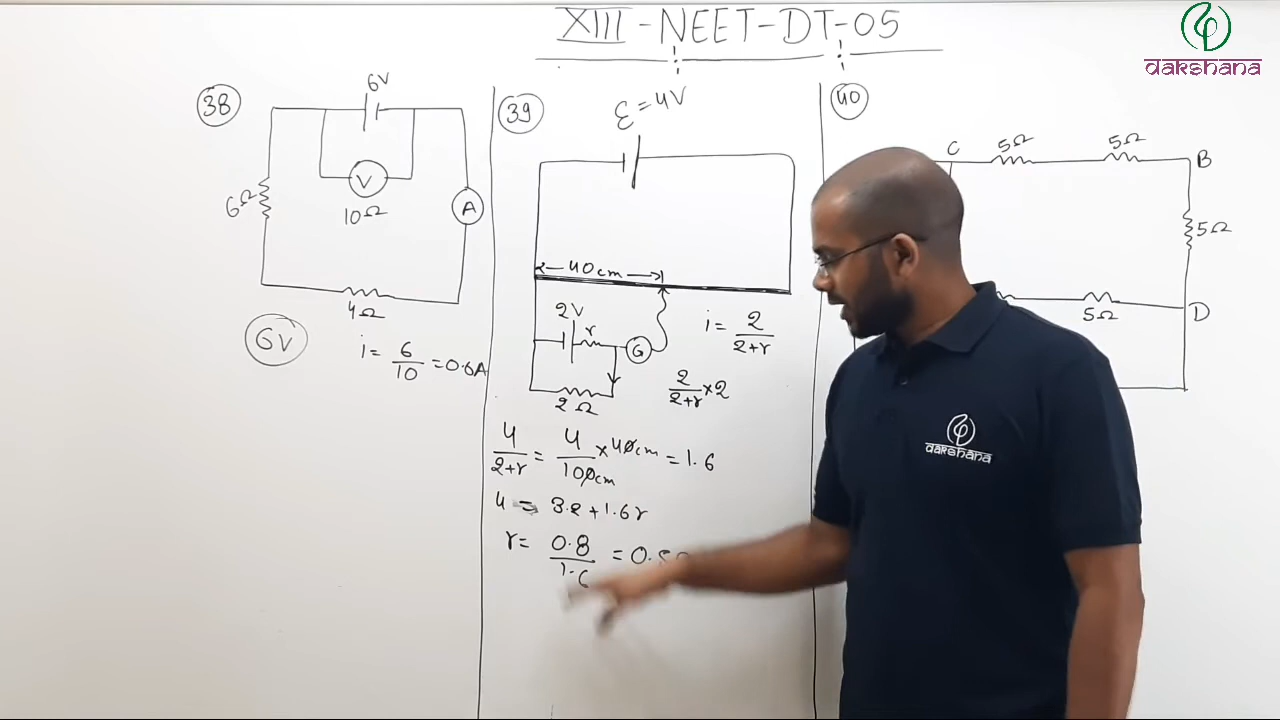 XIII-NEET-DT-05
dakshana
38
6V
V
10Ω
A
6Ω
4Ω
6V
i = 6/10 = 0.6A
39
ε = 4V
40cm
2V
r
G
2Ω
i = 2/2+r
2/2+r × 2
4/2+r = 4/100cm × 40cm = 1.6
4 = 3.2 + 1.6r
r = 0.8/1.6 = 0.5
40
C
5Ω
5Ω
B
5Ω
5Ω
D
dakshana